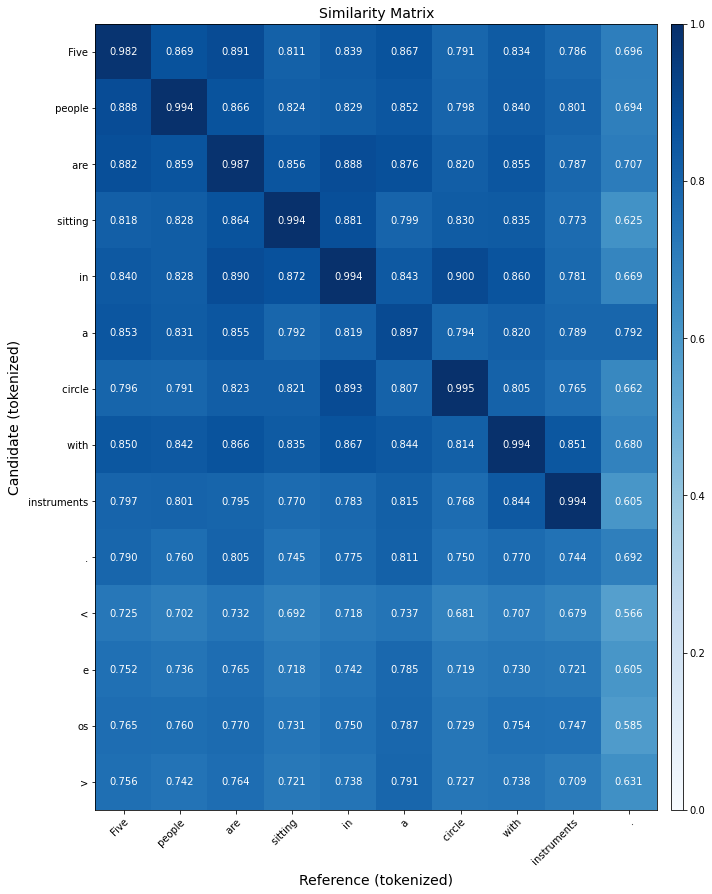 Similarity Matrix
Five 0.982 0.869 0.891 0.811 0.839 0.867 0.791 0.834 0.786 0.696
people 0.888 0.994 0.866 0.824 0.829 0.852 0.798 0.840 0.801 0.694
are 0.882 0.859 0.987 0.856 0.888 0.876 0.820 0.855 0.787 0.707
sitting 0.818 0.828 0.864 0.994 0.881 0.799 0.830 0.835 0.773 0.625
in 0.840 0.828 0.890 0.872 0.994 0.843 0.900 0.860 0.781 0.669
a 0.853 0.831 0.855 0.792 0.819 0.897 0.794 0.820 0.789 0.792
circle 0.796 0.791 0.823 0.821 0.893 0.807 0.995 0.805 0.765 0.662
with 0.850 0.842 0.866 0.835 0.867 0.844 0.814 0.994 0.851 0.680
instruments 0.797 0.801 0.795 0.770 0.783 0.815 0.768 0.844 0.994 0.605
. 0.790 0.760 0.805 0.745 0.775 0.811 0.750 0.770 0.744 0.692
< 0.725 0.702 0.732 0.692 0.718 0.737 0.681 0.707 0.679 0.566
e 0.752 0.736 0.765 0.718 0.742 0.785 0.719 0.730 0.721 0.605
os 0.765 0.760 0.770 0.731 0.750 0.787 0.729 0.754 0.747 0.585
> 0.756 0.742 0.764 0.721 0.738 0.791 0.727 0.738 0.709 0.631
Five people are sitting in a circle with instruments .
Reference (tokenized)
Candidate (tokenized)
1.0
0.8
0.6
0.4
0.2
0.0